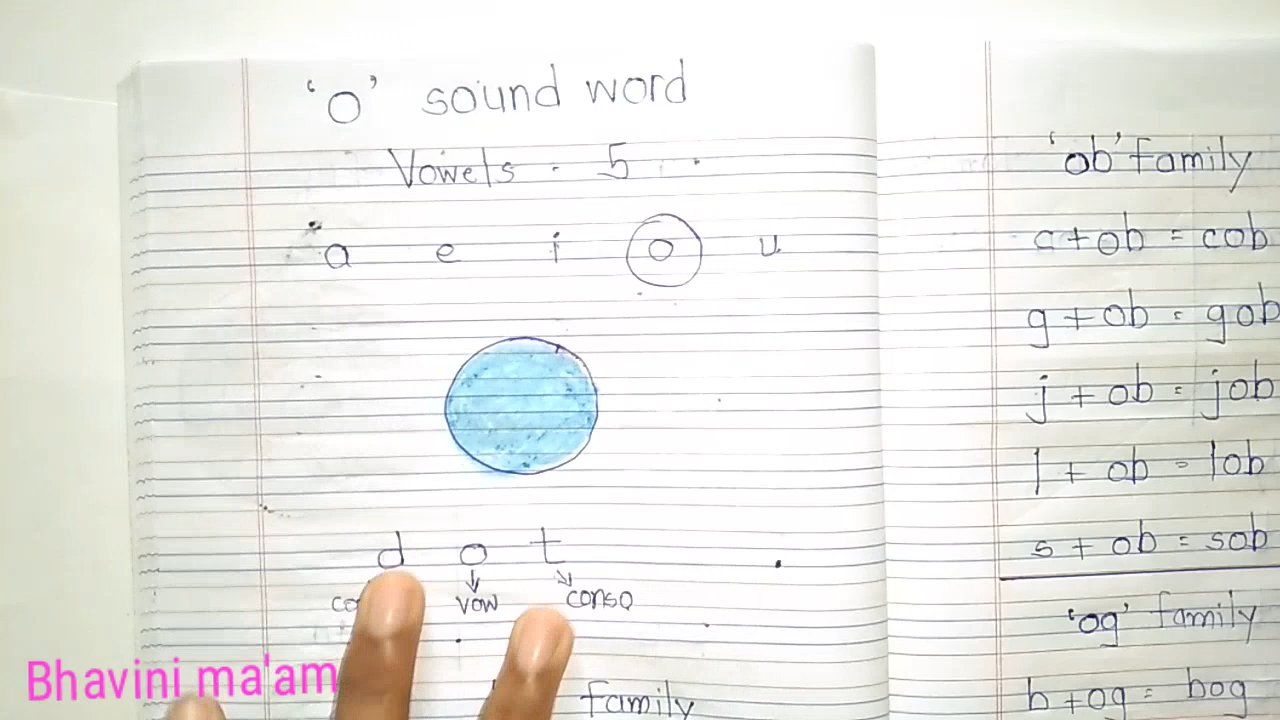 'o' sound word
Vowels - 5
a e i o u
d o t
vow conso
family
'ob' family
c + ob = cob
g + ob = gob
j + ob = job
l + ob = lob
s + ob = sob
'og' family
b + og = bog
Bhavini ma'am